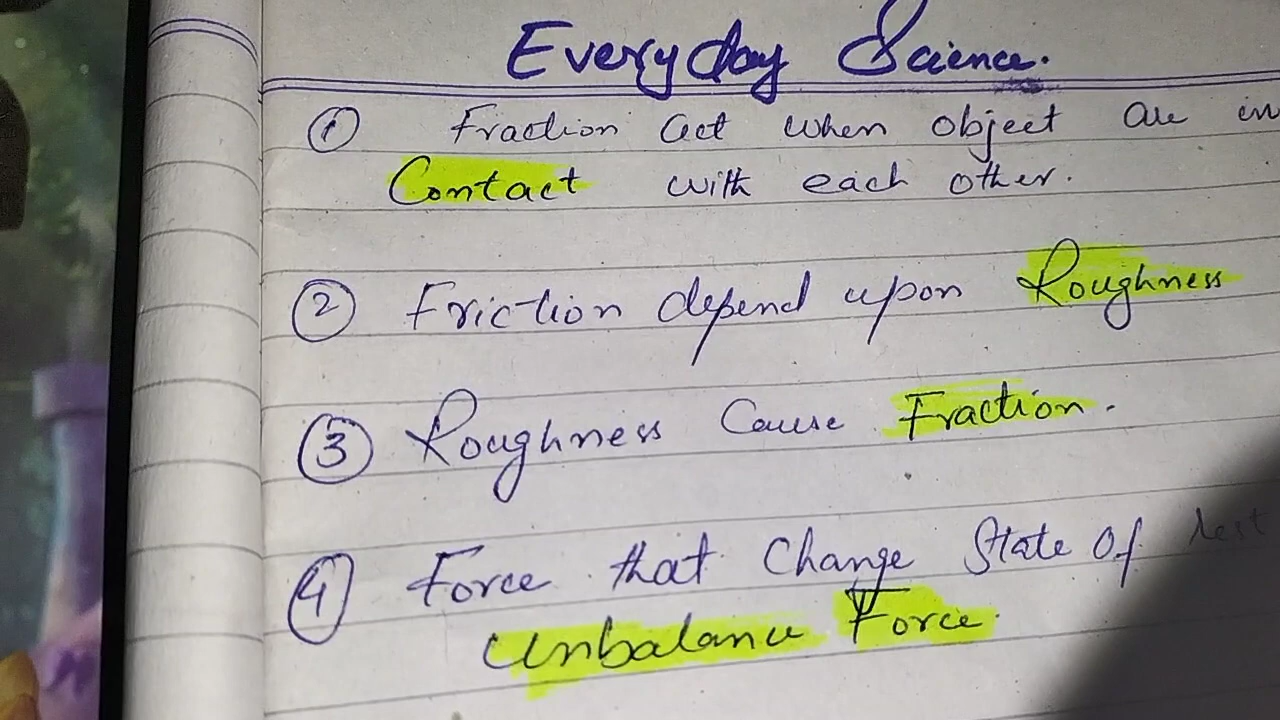 Everyday Science.
① Fraction act when object are in
Contact with each other.
② Friction depend upon Roughness
③ Roughness Cause Fraction.
④ Force that Change State Of rest
Unbalance Force.